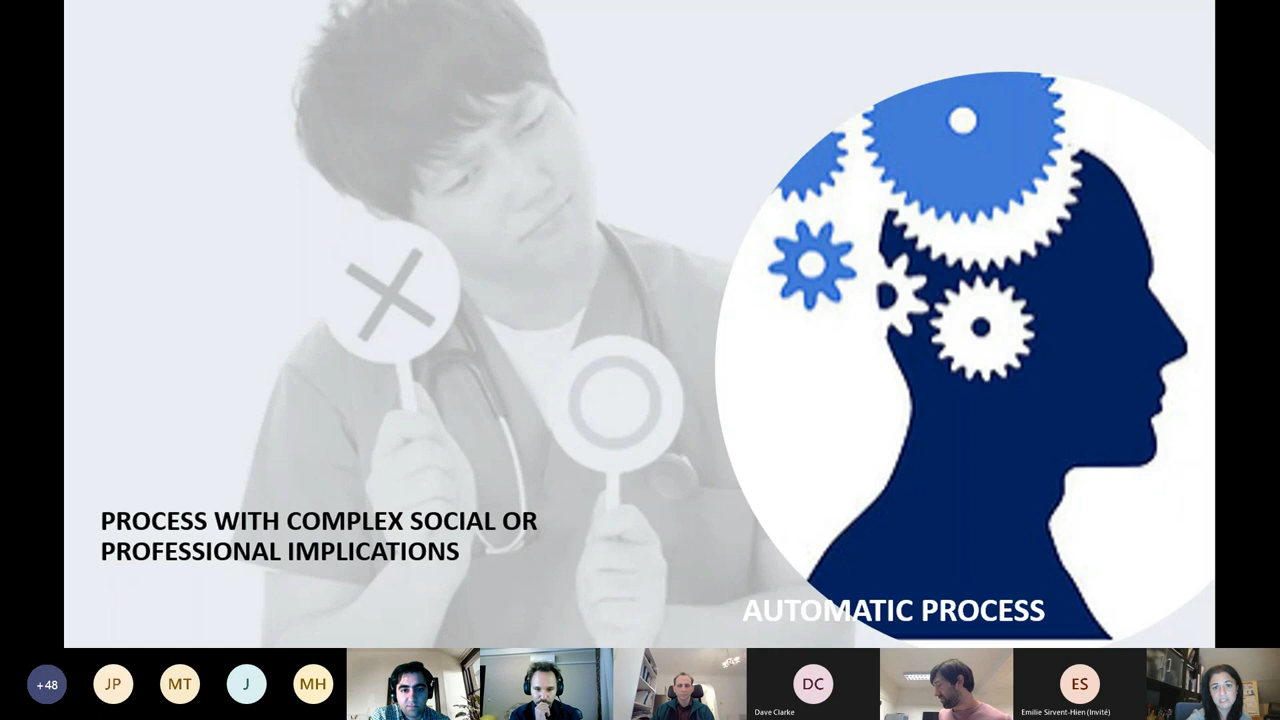 PROCESS WITH COMPLEX SOCIAL OR
PROFESSIONAL IMPLICATIONS
AUTOMATIC PROCESS
+48
JP
MT
J
MH
DC
Dave Clarke
ES
Emilie Sirvent-Hien (Invité)